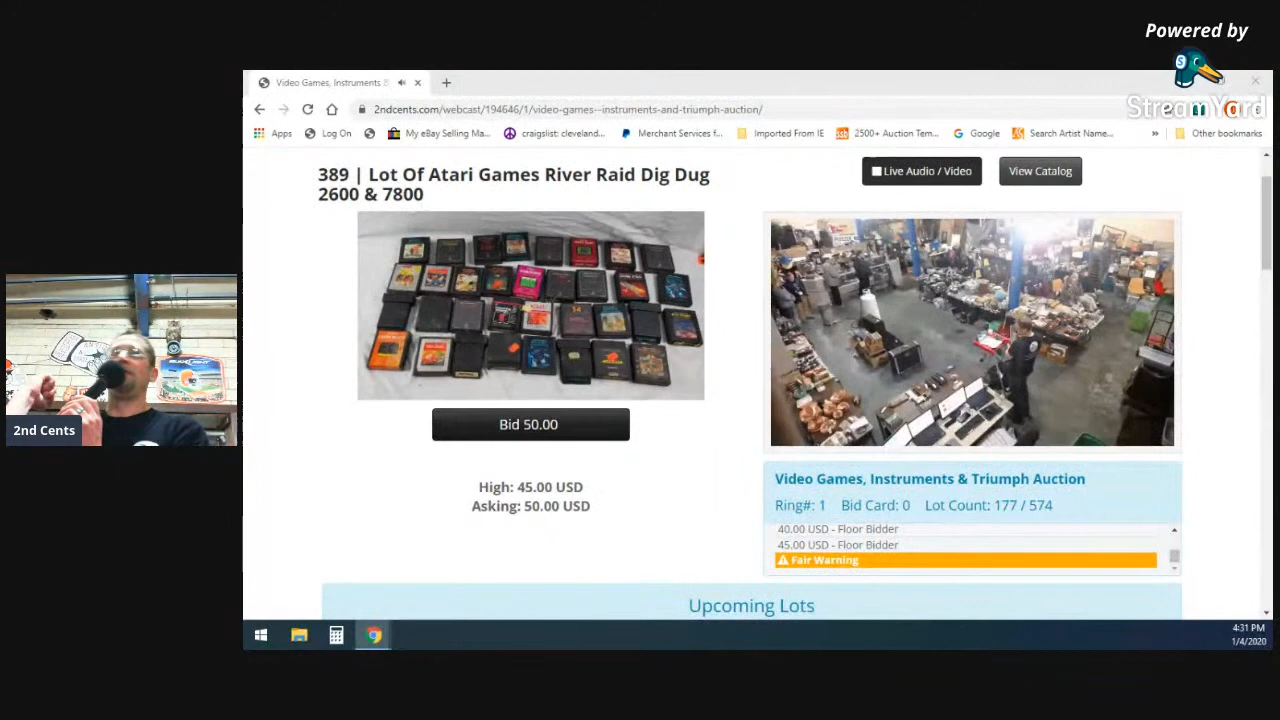 Powered by
StreamYard
Video Games, Instruments &
2ndcents.com/webcast/194646/1/video-games--instruments-and-triumph-auction/
Apps
Log On
My eBay Selling Ma...
craigslist: cleveland...
Merchant Services f...
Imported From IE
2500+ Auction Tem...
Google
Search Artist Name...
Other bookmarks
389 | Lot Of Atari Games River Raid Dig Dug
2600 & 7800
Live Audio / Video
View Catalog
Bid 50.00
High: 45.00 USD
Asking: 50.00 USD
2nd Cents
Video Games, Instruments & Triumph Auction
Ring#: 1 Bid Card: 0 Lot Count: 177 / 574
40.00 USD - Floor Bidder
45.00 USD - Floor Bidder
Fair Warning
Upcoming Lots
4:31 PM
1/4/2020